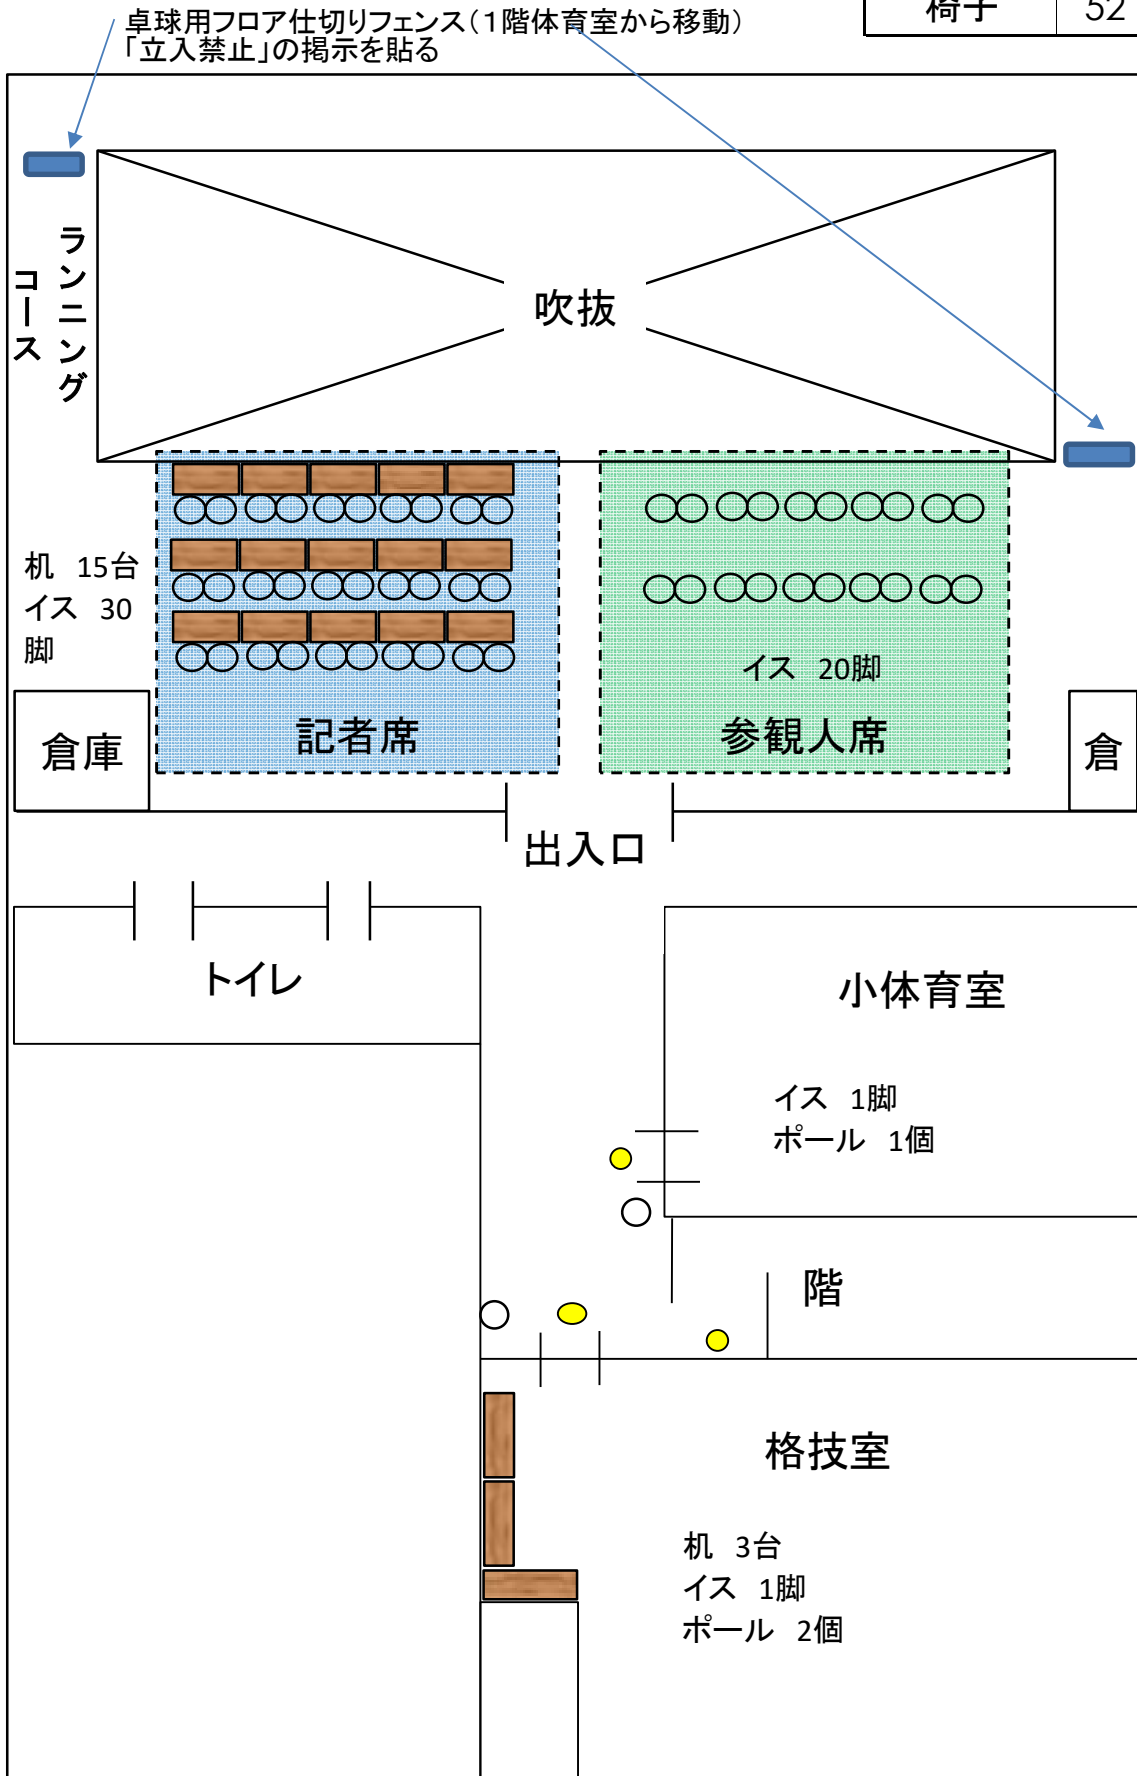 椅子 52
卓球用フロア仕切りフェンス（１階体育室から移動）
「立入禁止」の掲示を貼る
ランニング
コース
吹抜
机 15台
イス 30
脚
イス 20脚
記者席
参観人席
倉庫
倉
出入口
トイレ
小体育室
イス 1脚
ポール 1個
階
格技室
机 3台
イス 1脚
ポール 2個